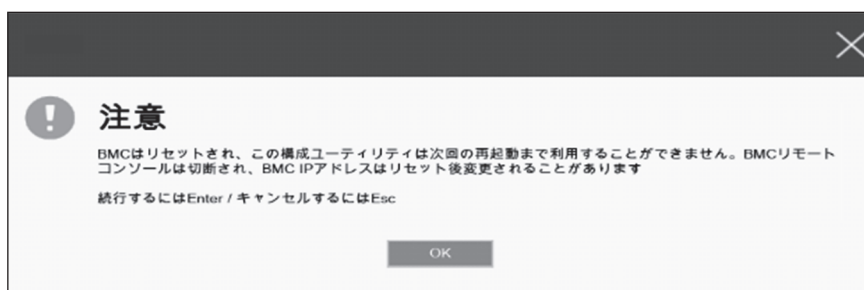 注意
BMCはリセットされ、この構成ユーティリティは次回の再起動まで利用することができません。BMCリモート
コンソールは切断され、BMC IPアドレスはリセット後変更されることがあります
続行するにはEnter / キャンセルするにはEsc
OK